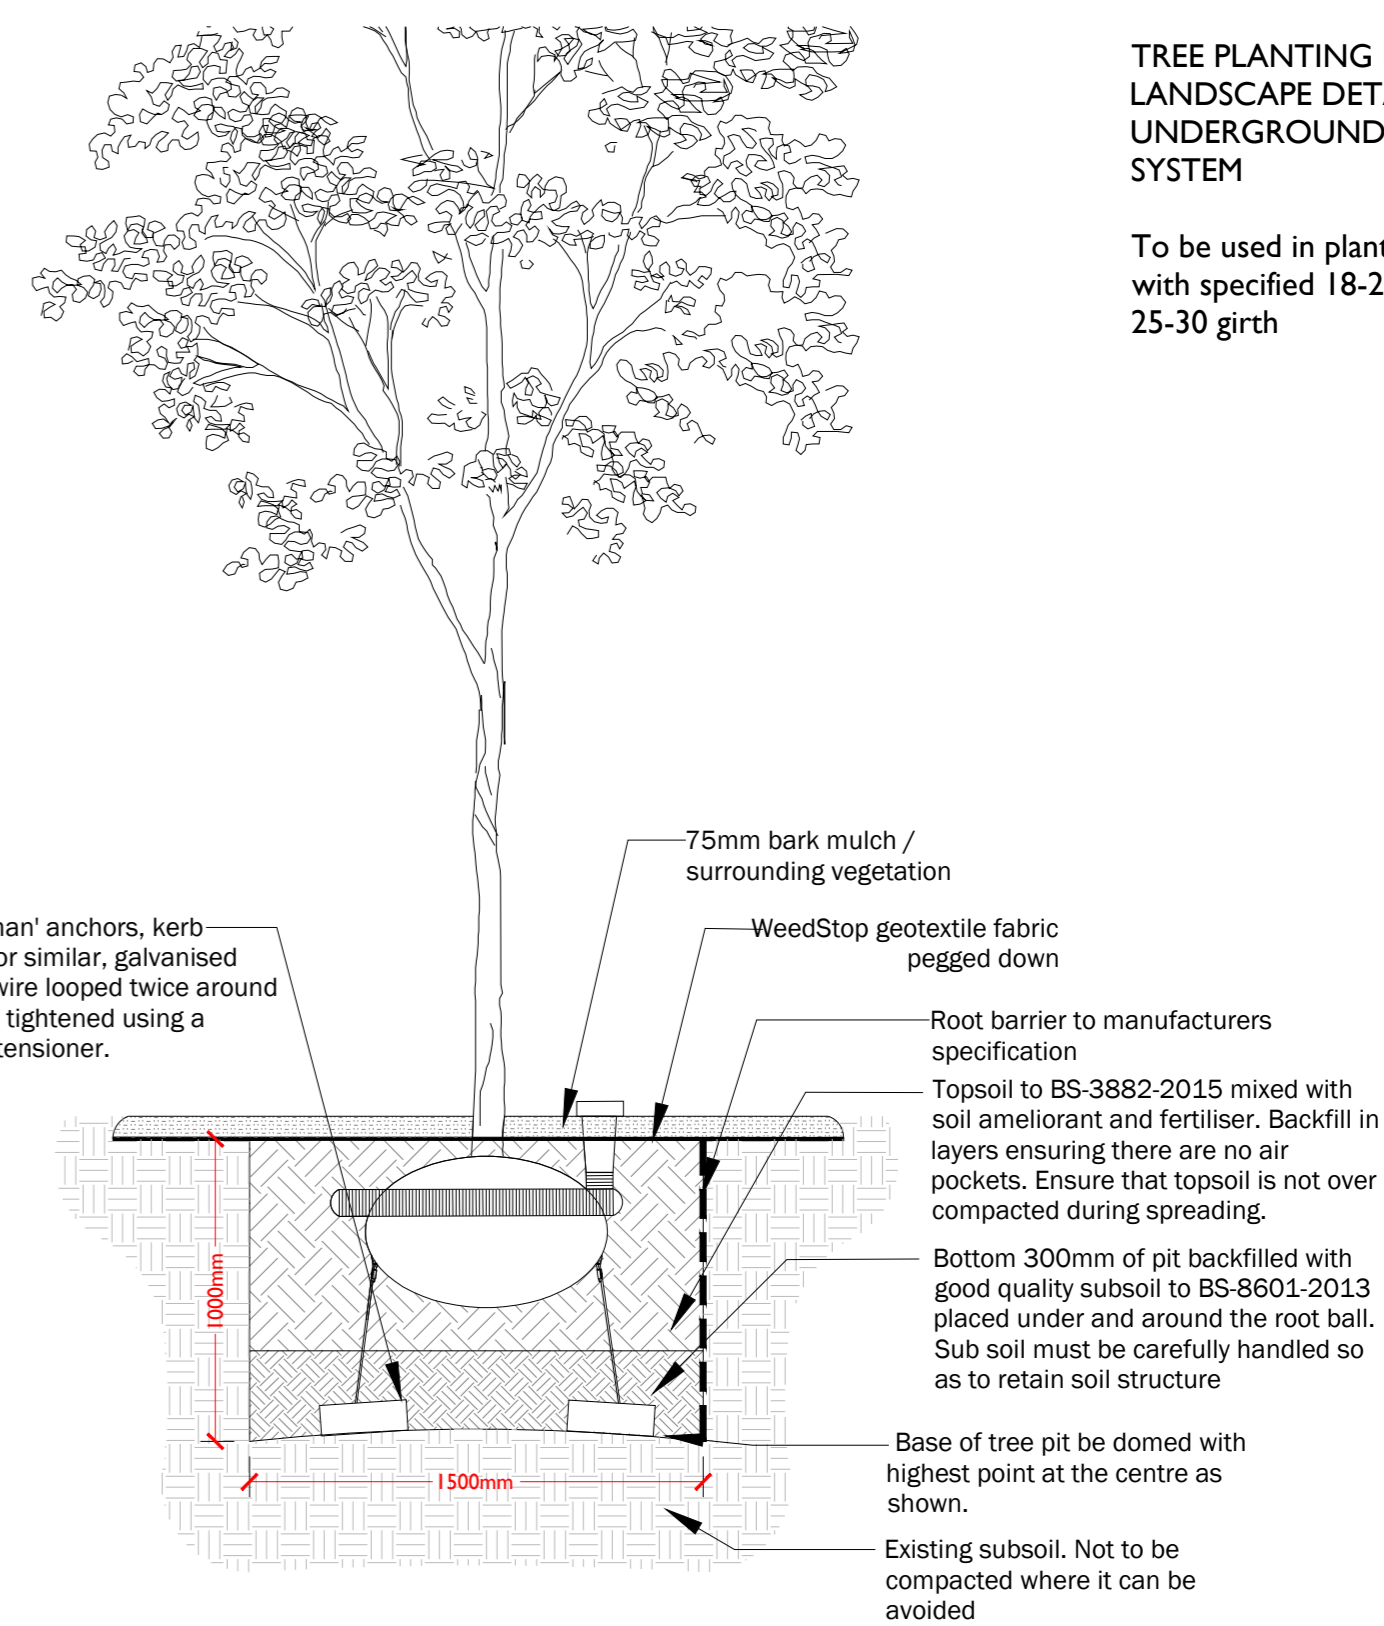 TREE PLANTING
LANDSCAPE
UNDERGROUND
SYSTEM
To be used in
with specified
25-30 girth
75mm bark mulch /
surrounding vegetation
anchors, kerb
or similar, galvanised
wire looped twice around
tightened using a
tensioner.
WeedStop geotextile fabric
pegged down
Root barrier to manufacturers
specification
Topsoil to BS-3882-2015 mixed with
soil ameliorant and fertiliser. Backfill in
layers ensuring there are no air
pockets. Ensure that topsoil is not over
compacted during spreading.
Bottom 300mm of pit backfilled with
good quality subsoil to BS-8601-2013
placed under and around the root ball.
Sub soil must be carefully handled so
as to retain soil structure
1000mm
1500mm
Base of tree pit be domed with
highest point at the centre as
shown.
Existing subsoil. Not to be
compacted where it can be
avoided